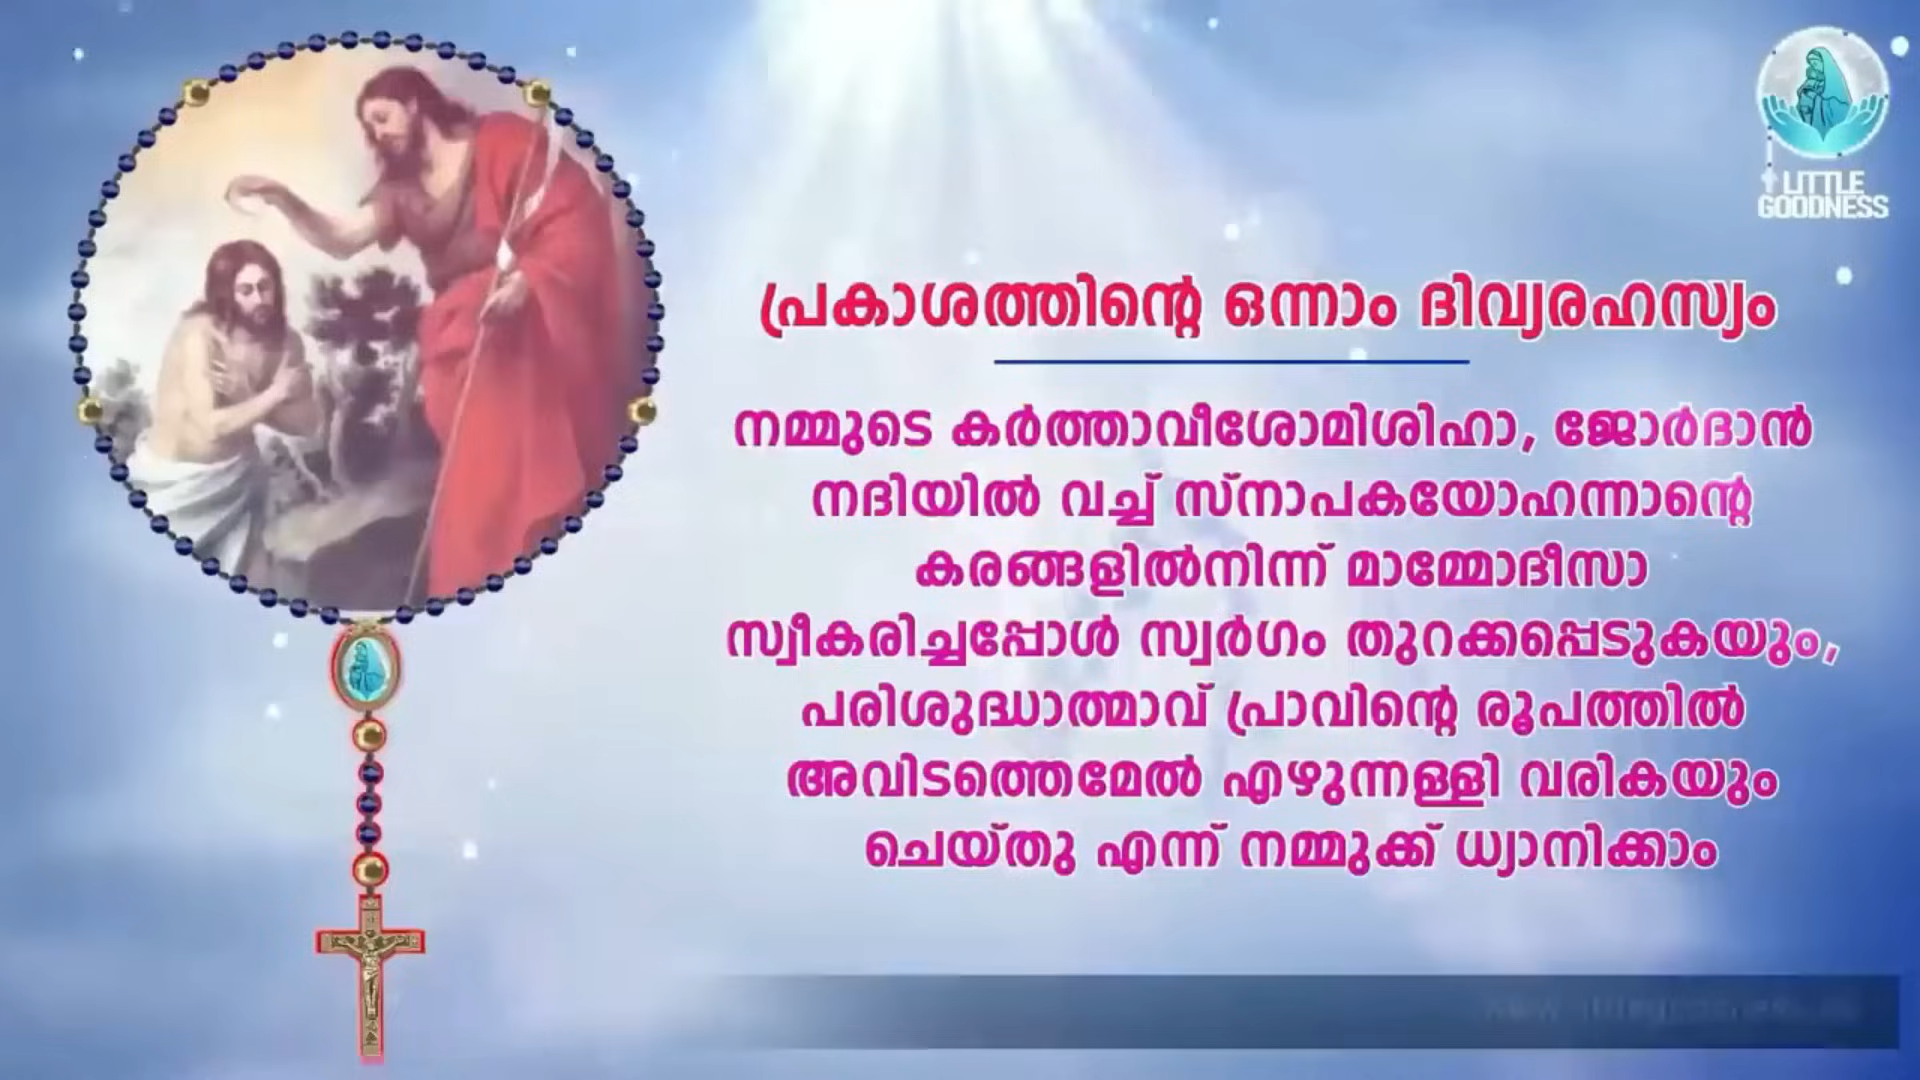 LITTLE
GOODNESS
പ്രകാശത്തിന്റെ ഒന്നാം ദിവ്യരഹസ്യം
നമ്മുടെ കർത്താവീശോമിശിഹാ, ജോർദാൻ
നദിയിൽ വച്ച് സ്നാപകയോഹന്നാന്റെ
കരങ്ങളിൽനിന്ന് മാമ്മോദീസാ
സ്വീകരിച്ചപ്പോൾ സ്വർഗം തുറക്കപ്പെടുകയും,
പരിശുദ്ധാത്മാവ് പ്രാവിന്റെ രൂപത്തിൽ
അവിടത്തെമേൽ എഴുന്നള്ളി വരികയും
ചെയ്തു എന്ന് നമ്മുക്ക് ധ്യാനിക്കാം